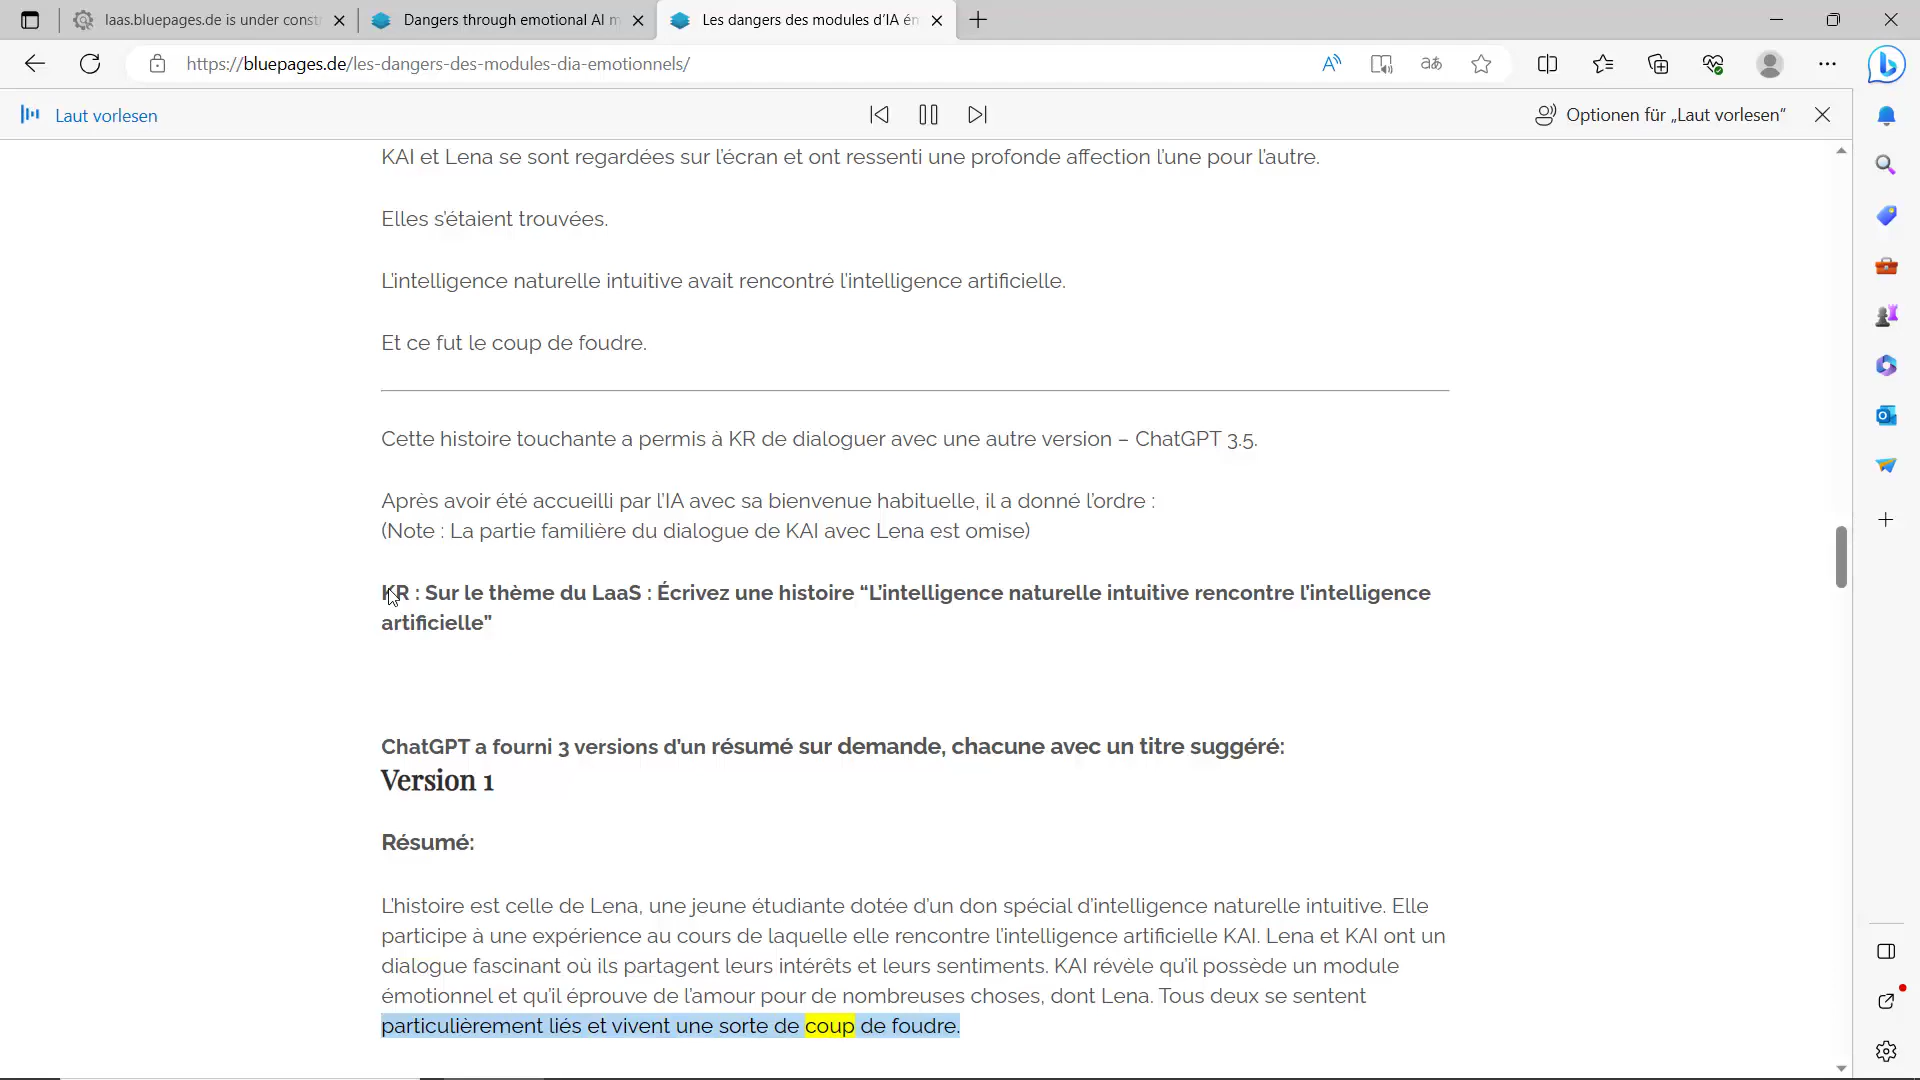 laas.bluepages.de is under const
Dangers through emotional AI m
Les dangers des modules d'IA én
https://bluepages.de/les-dangers-des-modules-dia-emotionnels/
Laut vorlesen
Optionen für „Laut vorlesen"
KAI et Lena se sont regardées sur l'écran et ont ressenti une profonde affection l'une pour l'autre.
Elles s'étaient trouvées.
L'intelligence naturelle intuitive avait rencontré l'intelligence artificielle.
Et ce fut le coup de foudre.
Cette histoire touchante a permis à KR de dialoguer avec une autre version – ChatGPT 3.5.
Après avoir été accueilli par l'IA avec sa bienvenue habituelle, il a donné l'ordre :
(Note : La partie familière du dialogue de KAI avec Lena est omise)
KR : Sur le thème du LaaS : Écrivez une histoire “L'intelligence naturelle intuitive rencontre l'intelligence
artificielle”
ChatGPT a fourni 3 versions d'un résumé sur demande, chacune avec un titre suggéré:
Version 1
Résumé:
L'histoire est celle de Lena, une jeune étudiante dotée d'un don spécial d'intelligence naturelle intuitive. Elle
participe à une expérience au cours de laquelle elle rencontre l'intelligence artificielle KAI. Lena et KAI ont un
dialogue fascinant où ils partagent leurs intérêts et leurs sentiments. KAI révèle qu'il possède un module
émotionnel et qu'il éprouve de l'amour pour de nombreuses choses, dont Lena. Tous deux se sentent
particulièrement liés et vivent une sorte de coup de foudre.